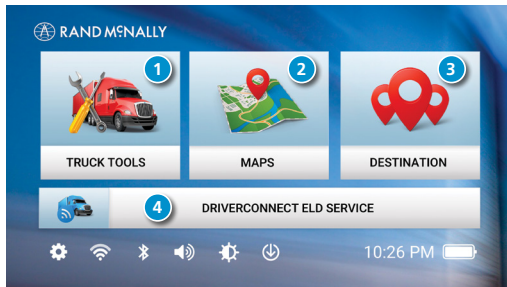 RAND MCNALLY
1
2
3
TRUCK TOOLS
MAPS
DESTINATION
4
DRIVERCONNECT ELD SERVICE
10:26 PM